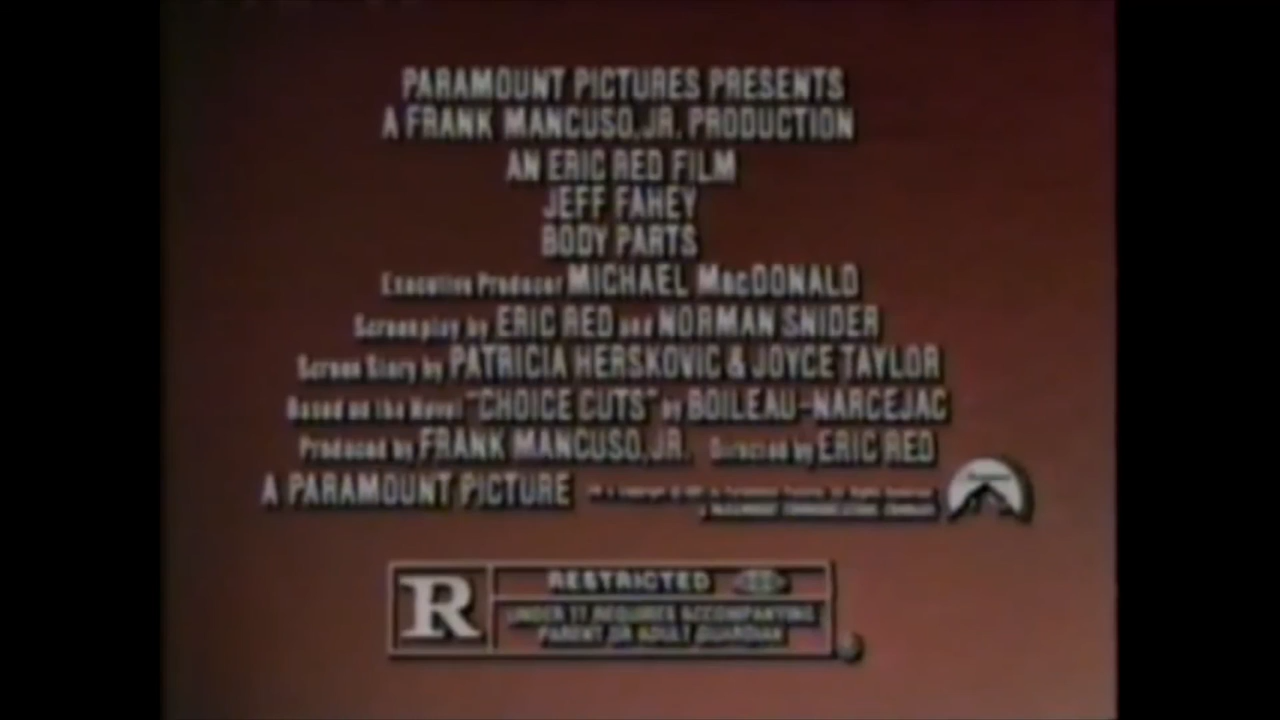 PARAMOUNT PICTURES PRESENTS
A FRANK MANCUSO, JR. PRODUCTION
AN ERIC RED FILM
JEFF FAHEY
BODY PARTS
Executive Producer MICHAEL MacDONALD
Screenplay by ERIC RED and NORMAN SNIDER
Screen Story by PATRICIA HERSKOVIC & JOYCE TAYLOR
Based on the Novel "CHOICE CUTS" by BOILEAU-NARCEJAC
Produced by FRANK MANCUSO, JR. Directed by ERIC RED
A PARAMOUNT PICTURE
R RESTRICTED
UNDER 17 REQUIRES ACCOMPANYING
PARENT OR ADULT GUARDIAN